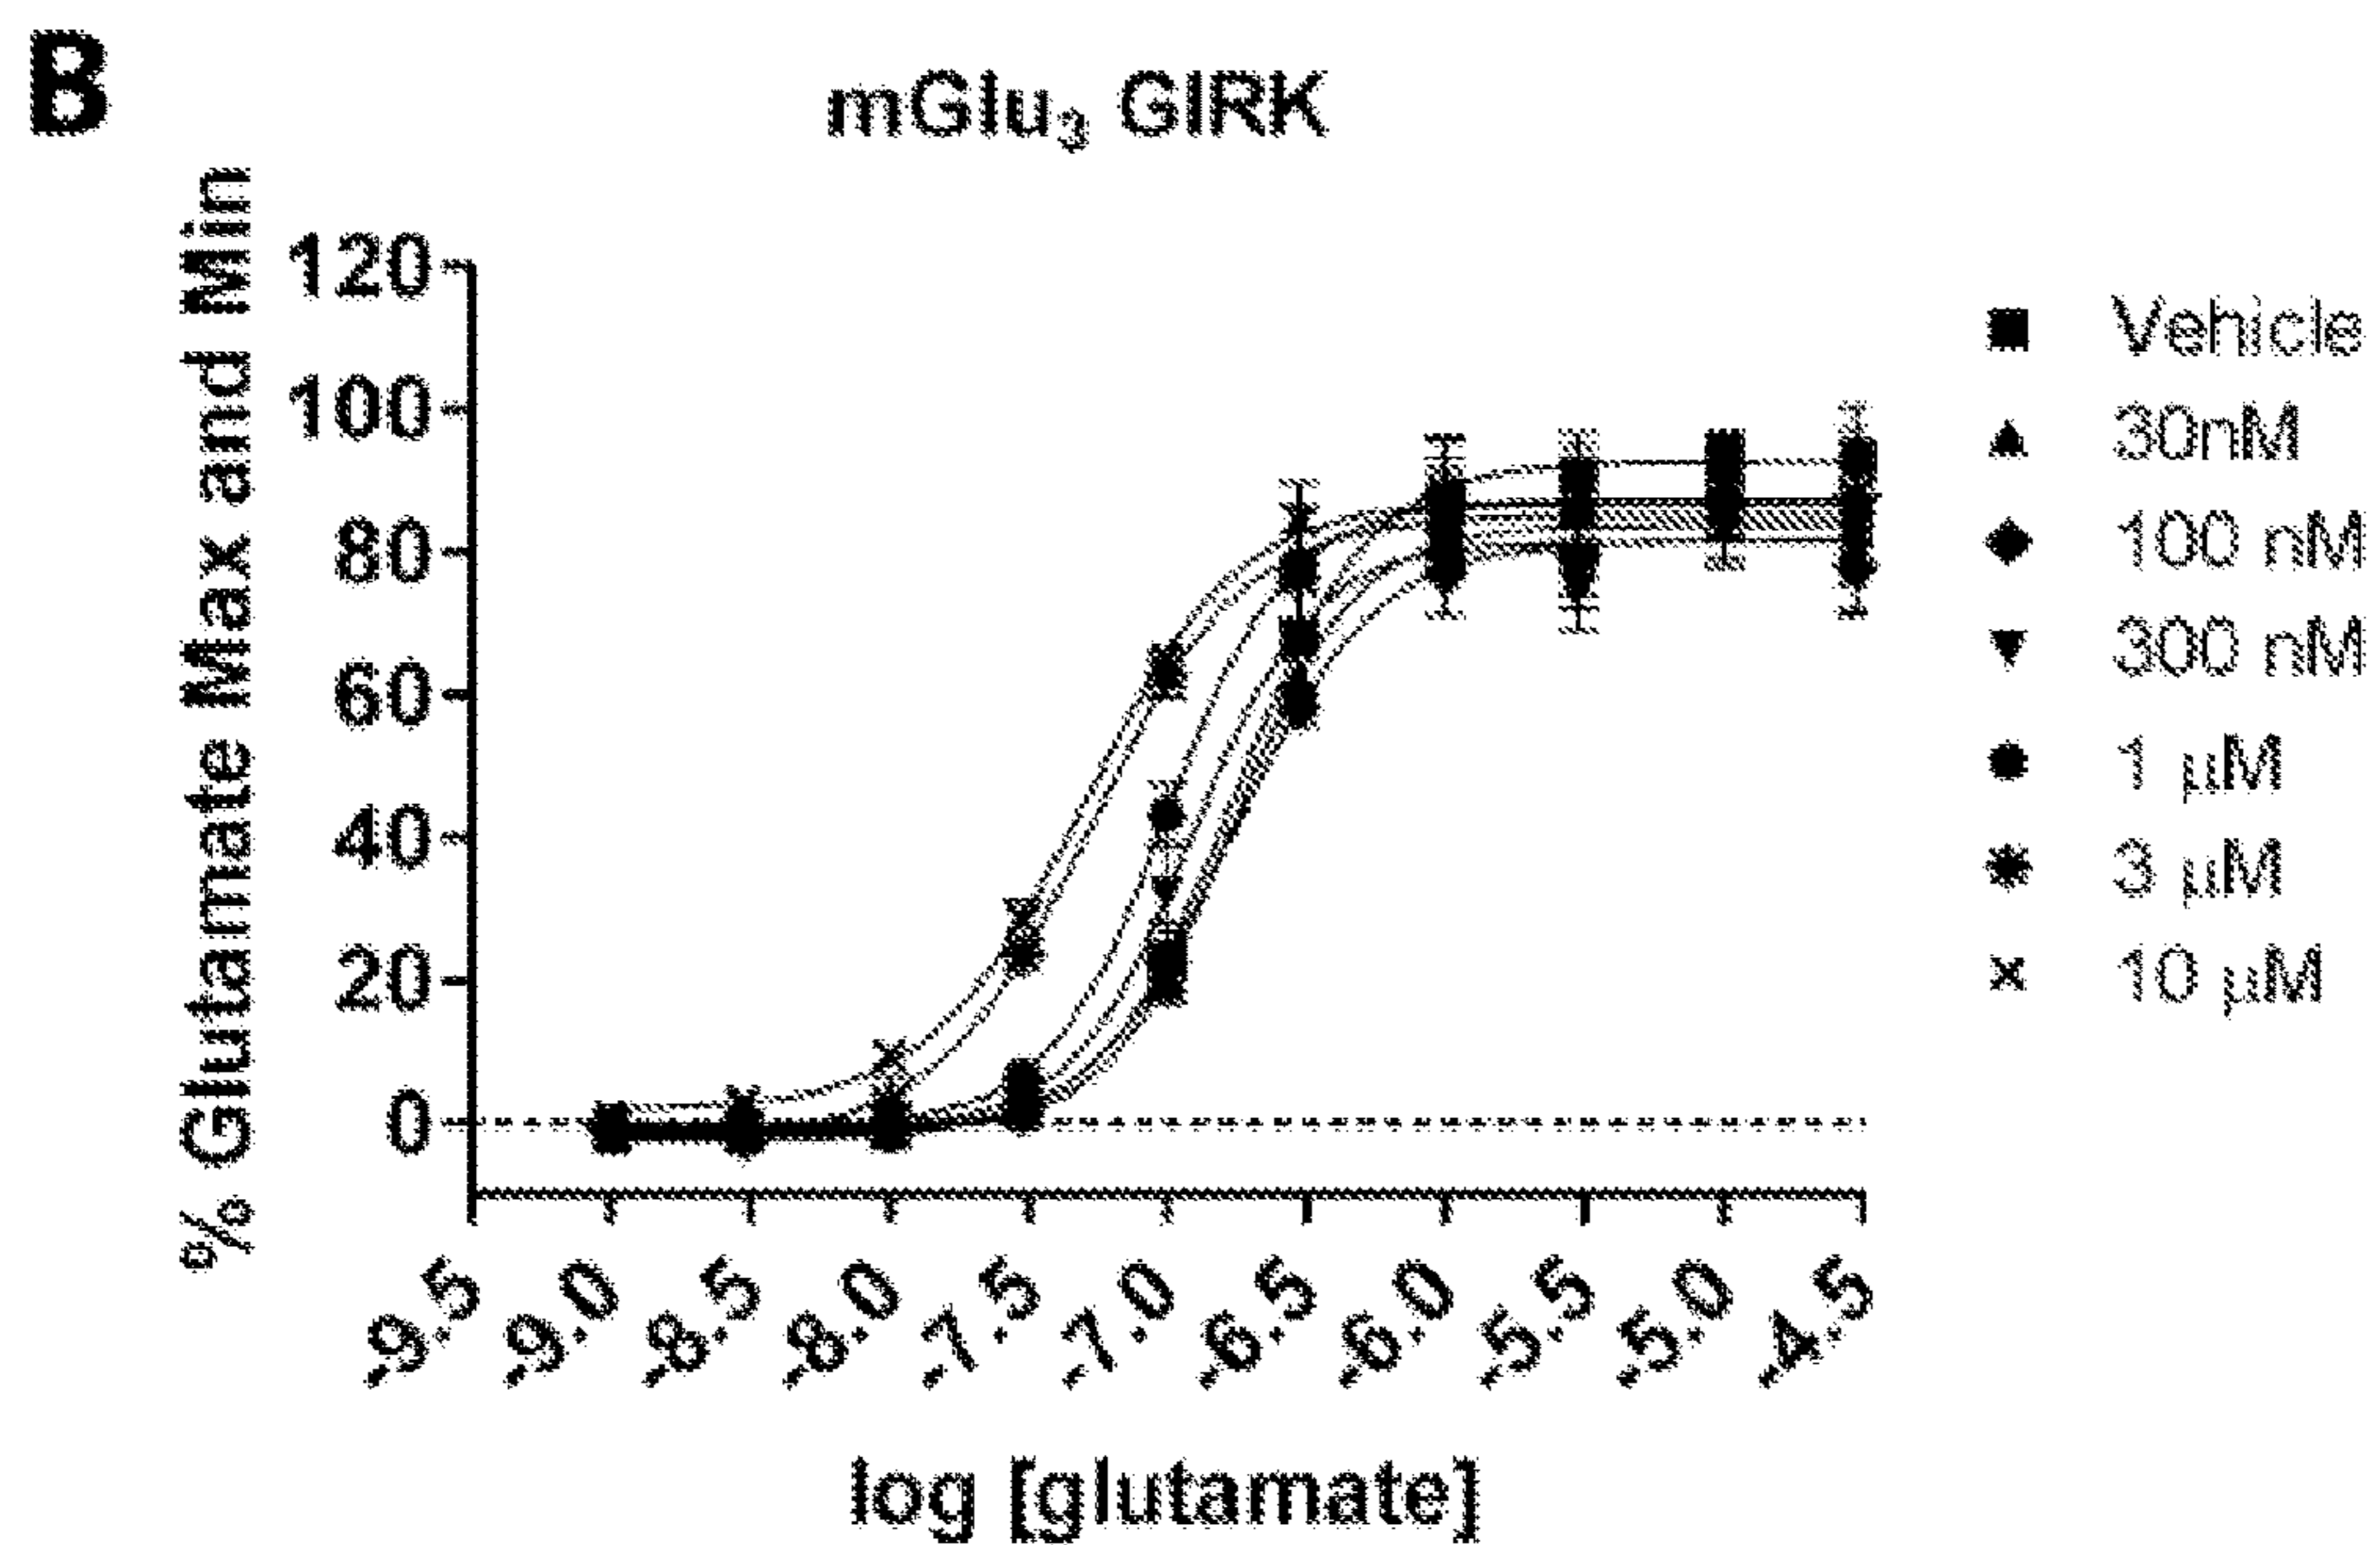 B
mGlu₃ GIRK
% Glutamate Max and Min
120
100
80
60
40
20
0
-9.5
-9.0
-8.5
-8.0
-7.5
-7.0
-6.5
-6.0
-5.5
-5.0
-4.5
log [glutamate]
Vehicle
30nM
100 nM
300 nM
1 μM
3 μM
10 μM